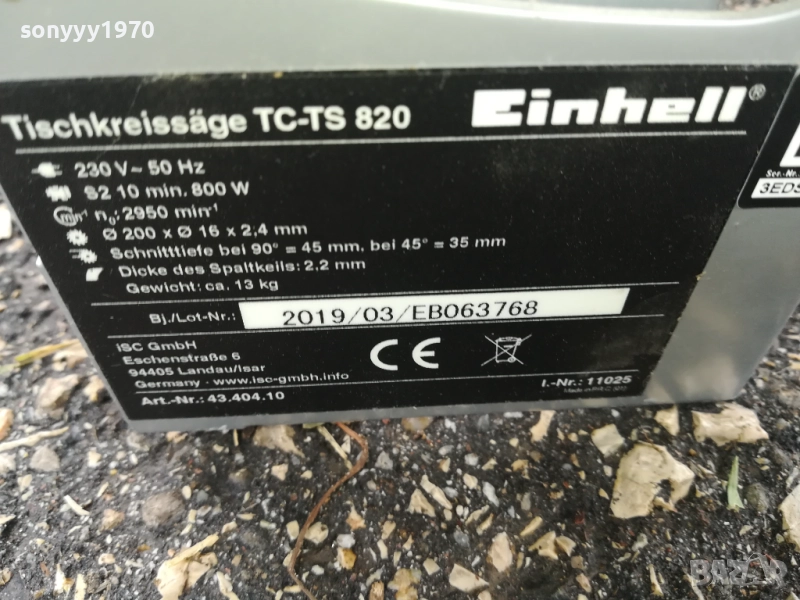 sonyyy1970
Tischkreissäge TC-TS 820
Einhell®
230 V ~ 50 Hz
S2 10 min. 800 W
min-1 n0: 2950 min-1
Ø 200 x Ø 16 x 2,4 mm
Schnitttiefe bei 90° = 45 mm, bei 45° = 35 mm
Dicke des Spaltkeils: 2,2 mm
Gewicht: ca. 13 kg
Bj./Lot-Nr.: 2019/03/EB063768
iSC GmbH
Eschenstraße 6
94405 Landau/Isar
Germany · www.isc-gmbh.info
CE
Art.-Nr.: 43.404.10
I.-Nr.: 11025
3EDS
BAZAR